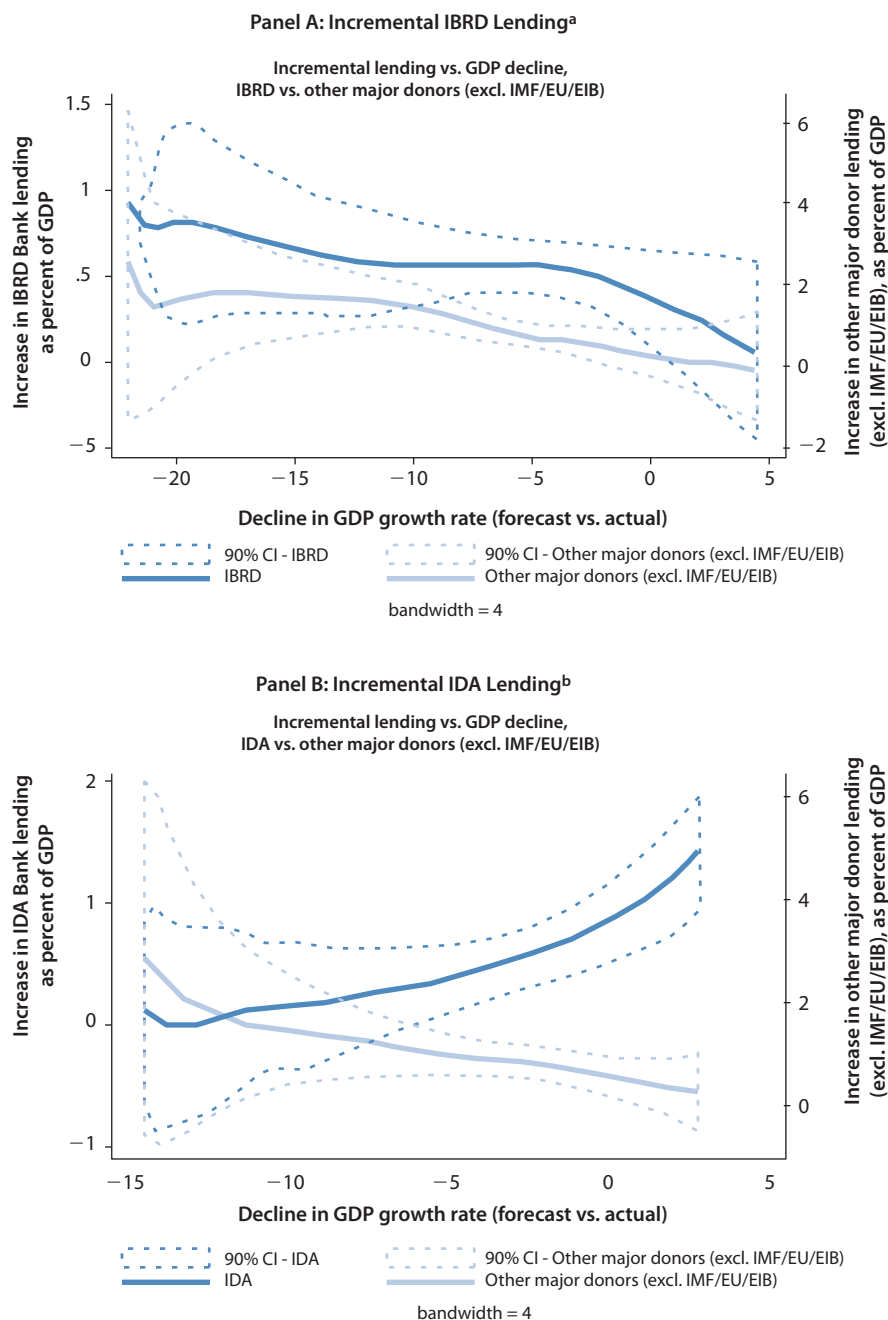 Panel A: Incremental IBRD Lendingᵃ
Incremental lending vs. GDP decline,
IBRD vs. other major donors (excl. IMF/EU/EIB)
Increase in IBRD Bank lending
as percent of GDP
1.5
1
.5
0
−5
6
4
2
0
−2
Increase in other major donor lending
(excl. IMF/EU/EIB), as percent of GDP
−20 −15 −10 −5 0 5
Decline in GDP growth rate (forecast vs. actual)
90% CI - IBRD 90% CI - Other major donors (excl. IMF/EU/EIB)
IBRD Other major donors (excl. IMF/EU/EIB)
bandwidth = 4
Panel B: Incremental IDA Lendingᵇ
Incremental lending vs. GDP decline,
IDA vs. other major donors (excl. IMF/EU/EIB)
Increase in IDA Bank lending
as percent of GDP
2
1
0
−1
6
4
2
0
Increase in other major donor lending
(excl. IMF/EU/EIB), as percent of GDP
−15 −10 −5 0 5
Decline in GDP growth rate (forecast vs. actual)
90% CI - IDA 90% CI - Other major donors (excl. IMF/EU/EIB)
IDA Other major donors (excl. IMF/EU/EIB)
bandwidth = 4